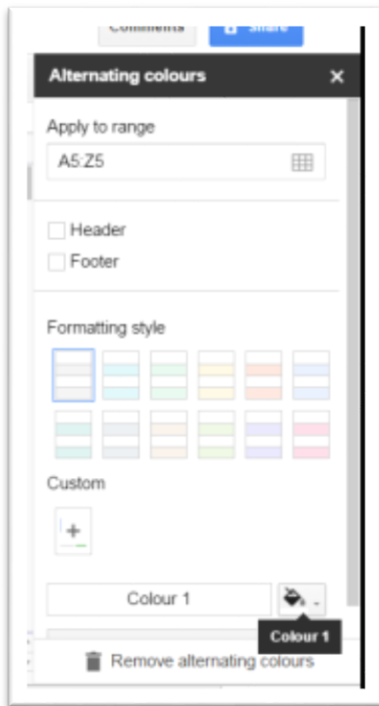 Comments Share
Alternating colours
Apply to range
A5:Z5
Header
Footer
Formatting style
Custom
Colour 1
Colour 1
Remove alternating colours